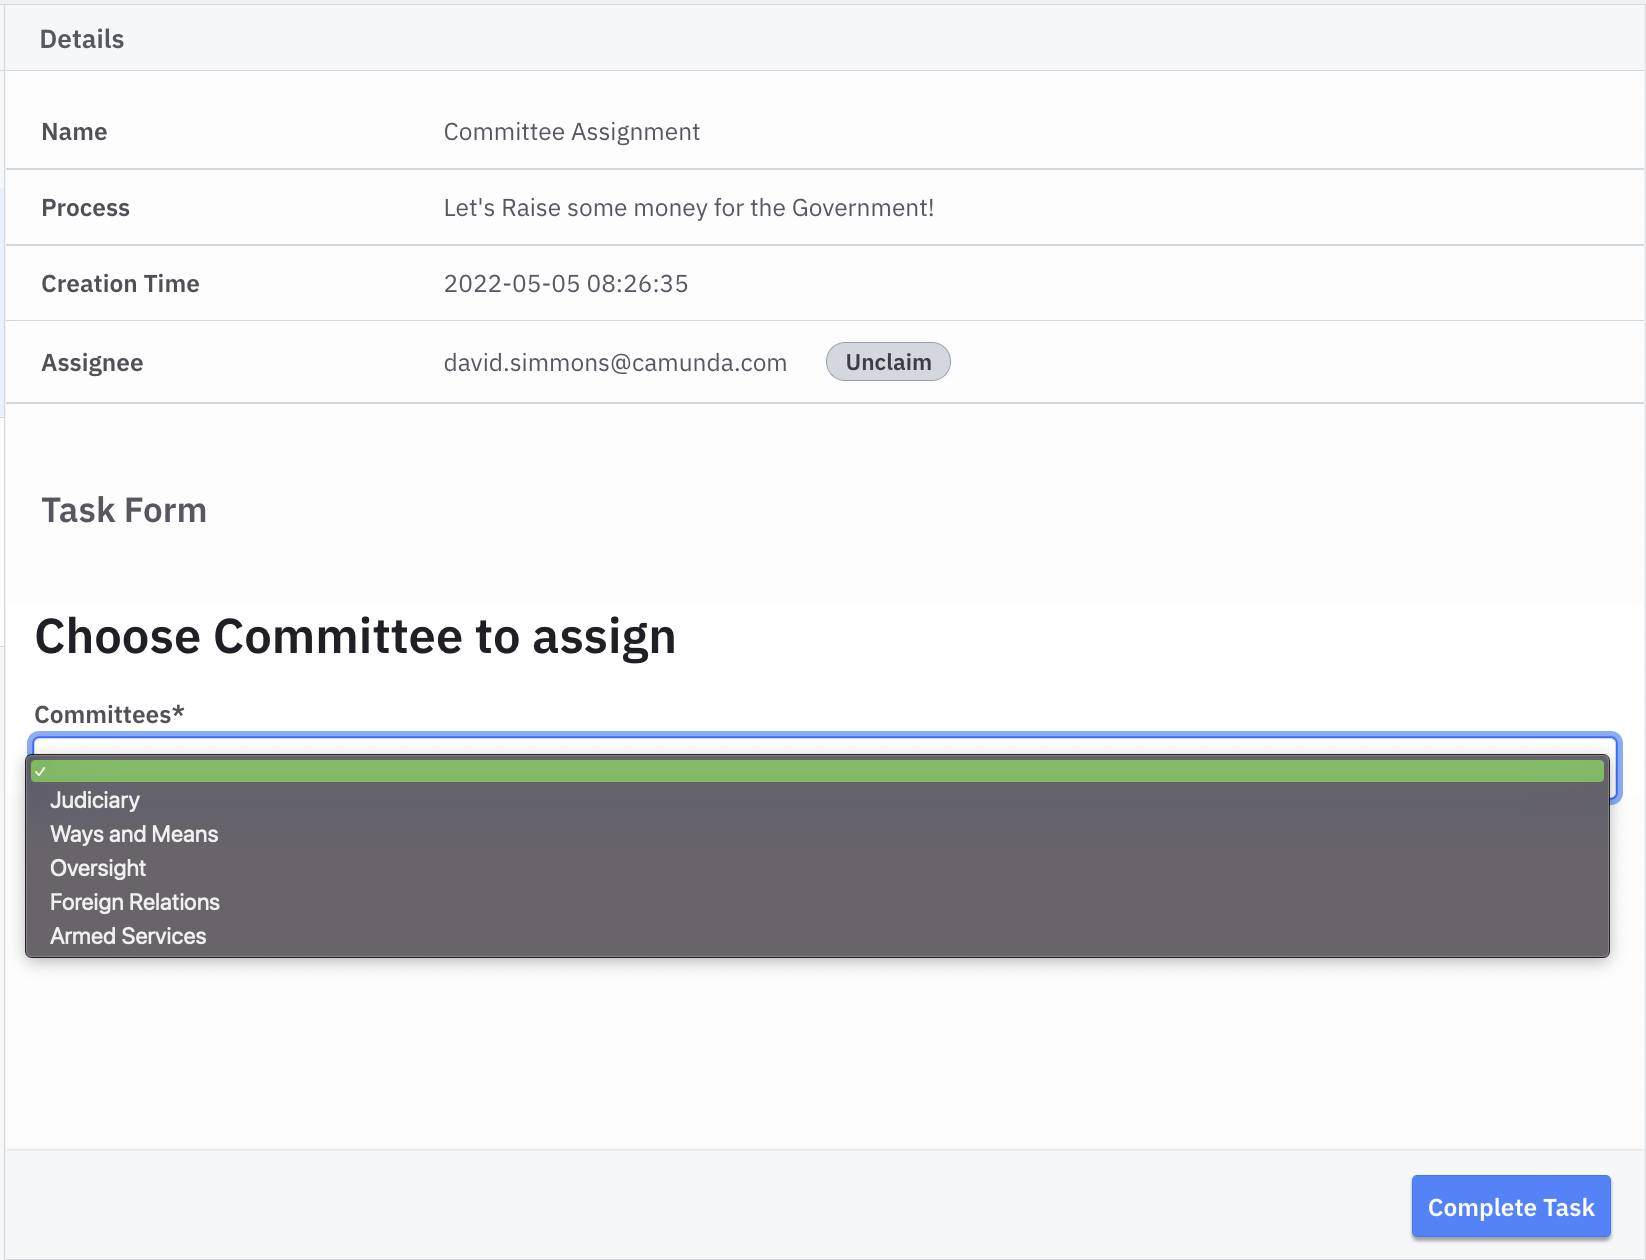 Details
Name Committee Assignment
Process Let's Raise some money for the Government!
Creation Time 2022-05-05 08:26:35
Assignee david.simmons@camunda.com Unclaim
Task Form
Choose Committee to assign
Committees*
✓
Judiciary
Ways and Means
Oversight
Foreign Relations
Armed Services
Complete Task